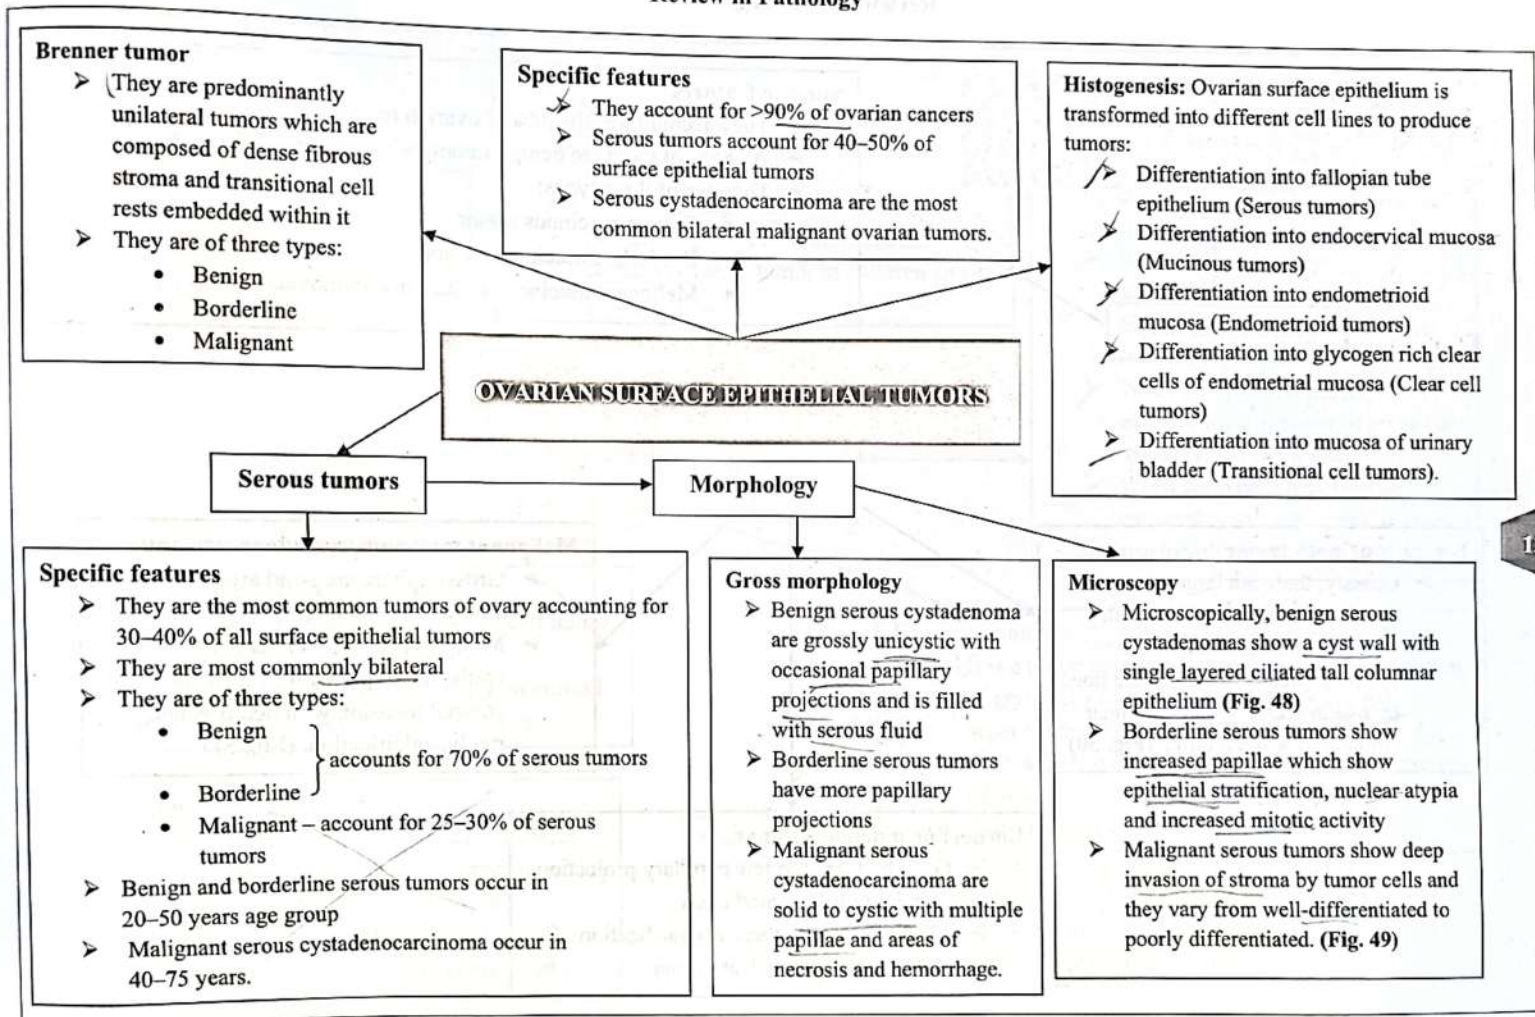 Review in Pathology
Brenner tumor
➤ They are predominantly
unilateral tumors which are
composed of dense fibrous
stroma and transitional cell
rests embedded within it
➤ They are of three types:
• Benign
• Borderline
• Malignant
Specific features
➤ They account for >90% of ovarian cancers
➤ Serous tumors account for 40–50% of
surface epithelial tumors
➤ Serous cystadenocarcinoma are the most
common bilateral malignant ovarian tumors.
Histogenesis: Ovarian surface epithelium is
transformed into different cell lines to produce
tumors:
➤ Differentiation into fallopian tube
epithelium (Serous tumors)
➤ Differentiation into endocervical mucosa
(Mucinous tumors)
➤ Differentiation into endometrioid
mucosa (Endometrioid tumors)
➤ Differentiation into glycogen rich clear
cells of endometrial mucosa (Clear cell
tumors)
➤ Differentiation into mucosa of urinary
bladder (Transitional cell tumors).
OVARIAN SURFACE EPITHELIAL TUMORS
Serous tumors
Morphology
Specific features
➤ They are the most common tumors of ovary accounting for
30–40% of all surface epithelial tumors
➤ They are most commonly bilateral
➤ They are of three types:
• Benign
accounts for 70% of serous tumors
• Borderline
• Malignant – account for 25–30% of serous
tumors
➤ Benign and borderline serous tumors occur in
20–50 years age group
➤ Malignant serous cystadenocarcinoma occur in
40–75 years.
Gross morphology
➤ Benign serous cystadenoma
are grossly unicystic with
occasional papillary
projections and is filled
with serous fluid
➤ Borderline serous tumors
have more papillary
projections
➤ Malignant serous
cystadenocarcinoma are
solid to cystic with multiple
papillae and areas of
necrosis and hemorrhage.
Microscopy
➤ Microscopically, benign serous
cystadenomas show a cyst wall with
single layered ciliated tall columnar
epithelium (Fig. 48)
➤ Borderline serous tumors show
increased papillae which show
epithelial stratification, nuclear atypia
and increased mitotic activity
➤ Malignant serous tumors show deep
invasion of stroma by tumor cells and
they vary from well-differentiated to
poorly differentiated. (Fig. 49)